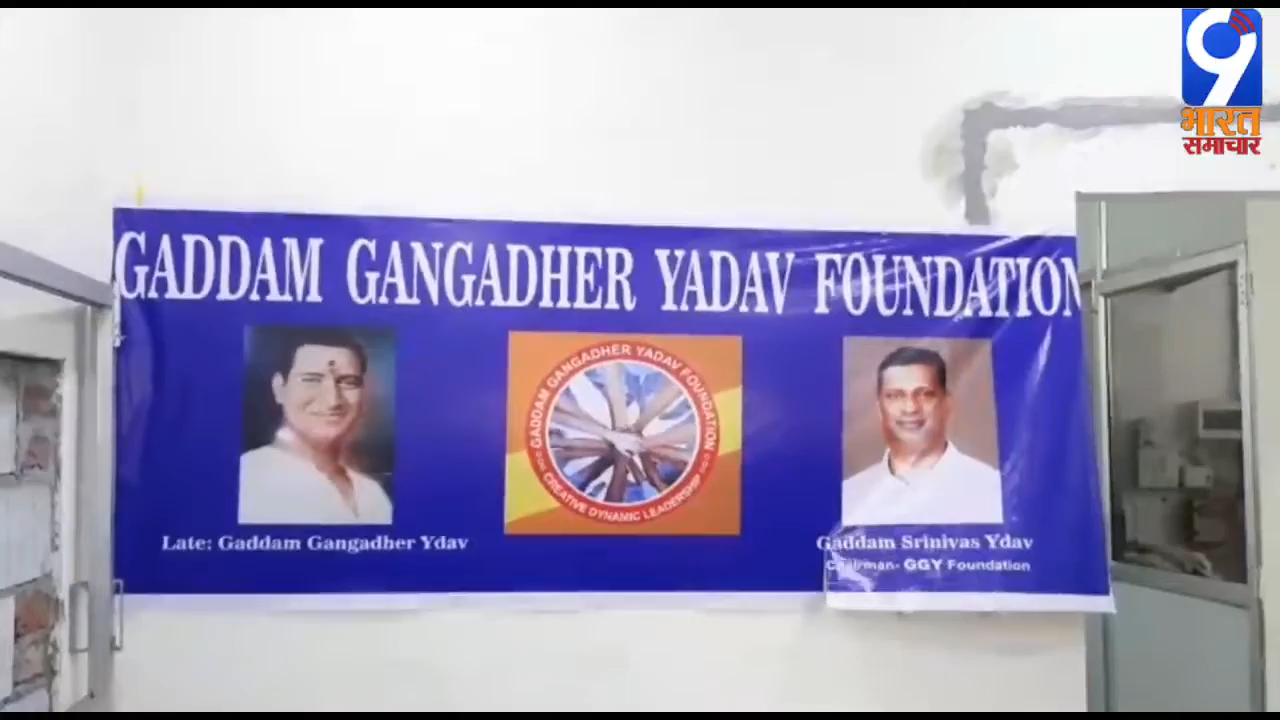 9
भारत
समाचार
GADDAM GANGADHER YADAV FOUNDATION
GADDAM GANGADHER YADAV FOUNDATION
CREATIVE DYNAMIC LEADERSHIP
Late: Gaddam Gangadher Ydav
Gaddam Srinivas Ydav
Chairman- GGY Foundation